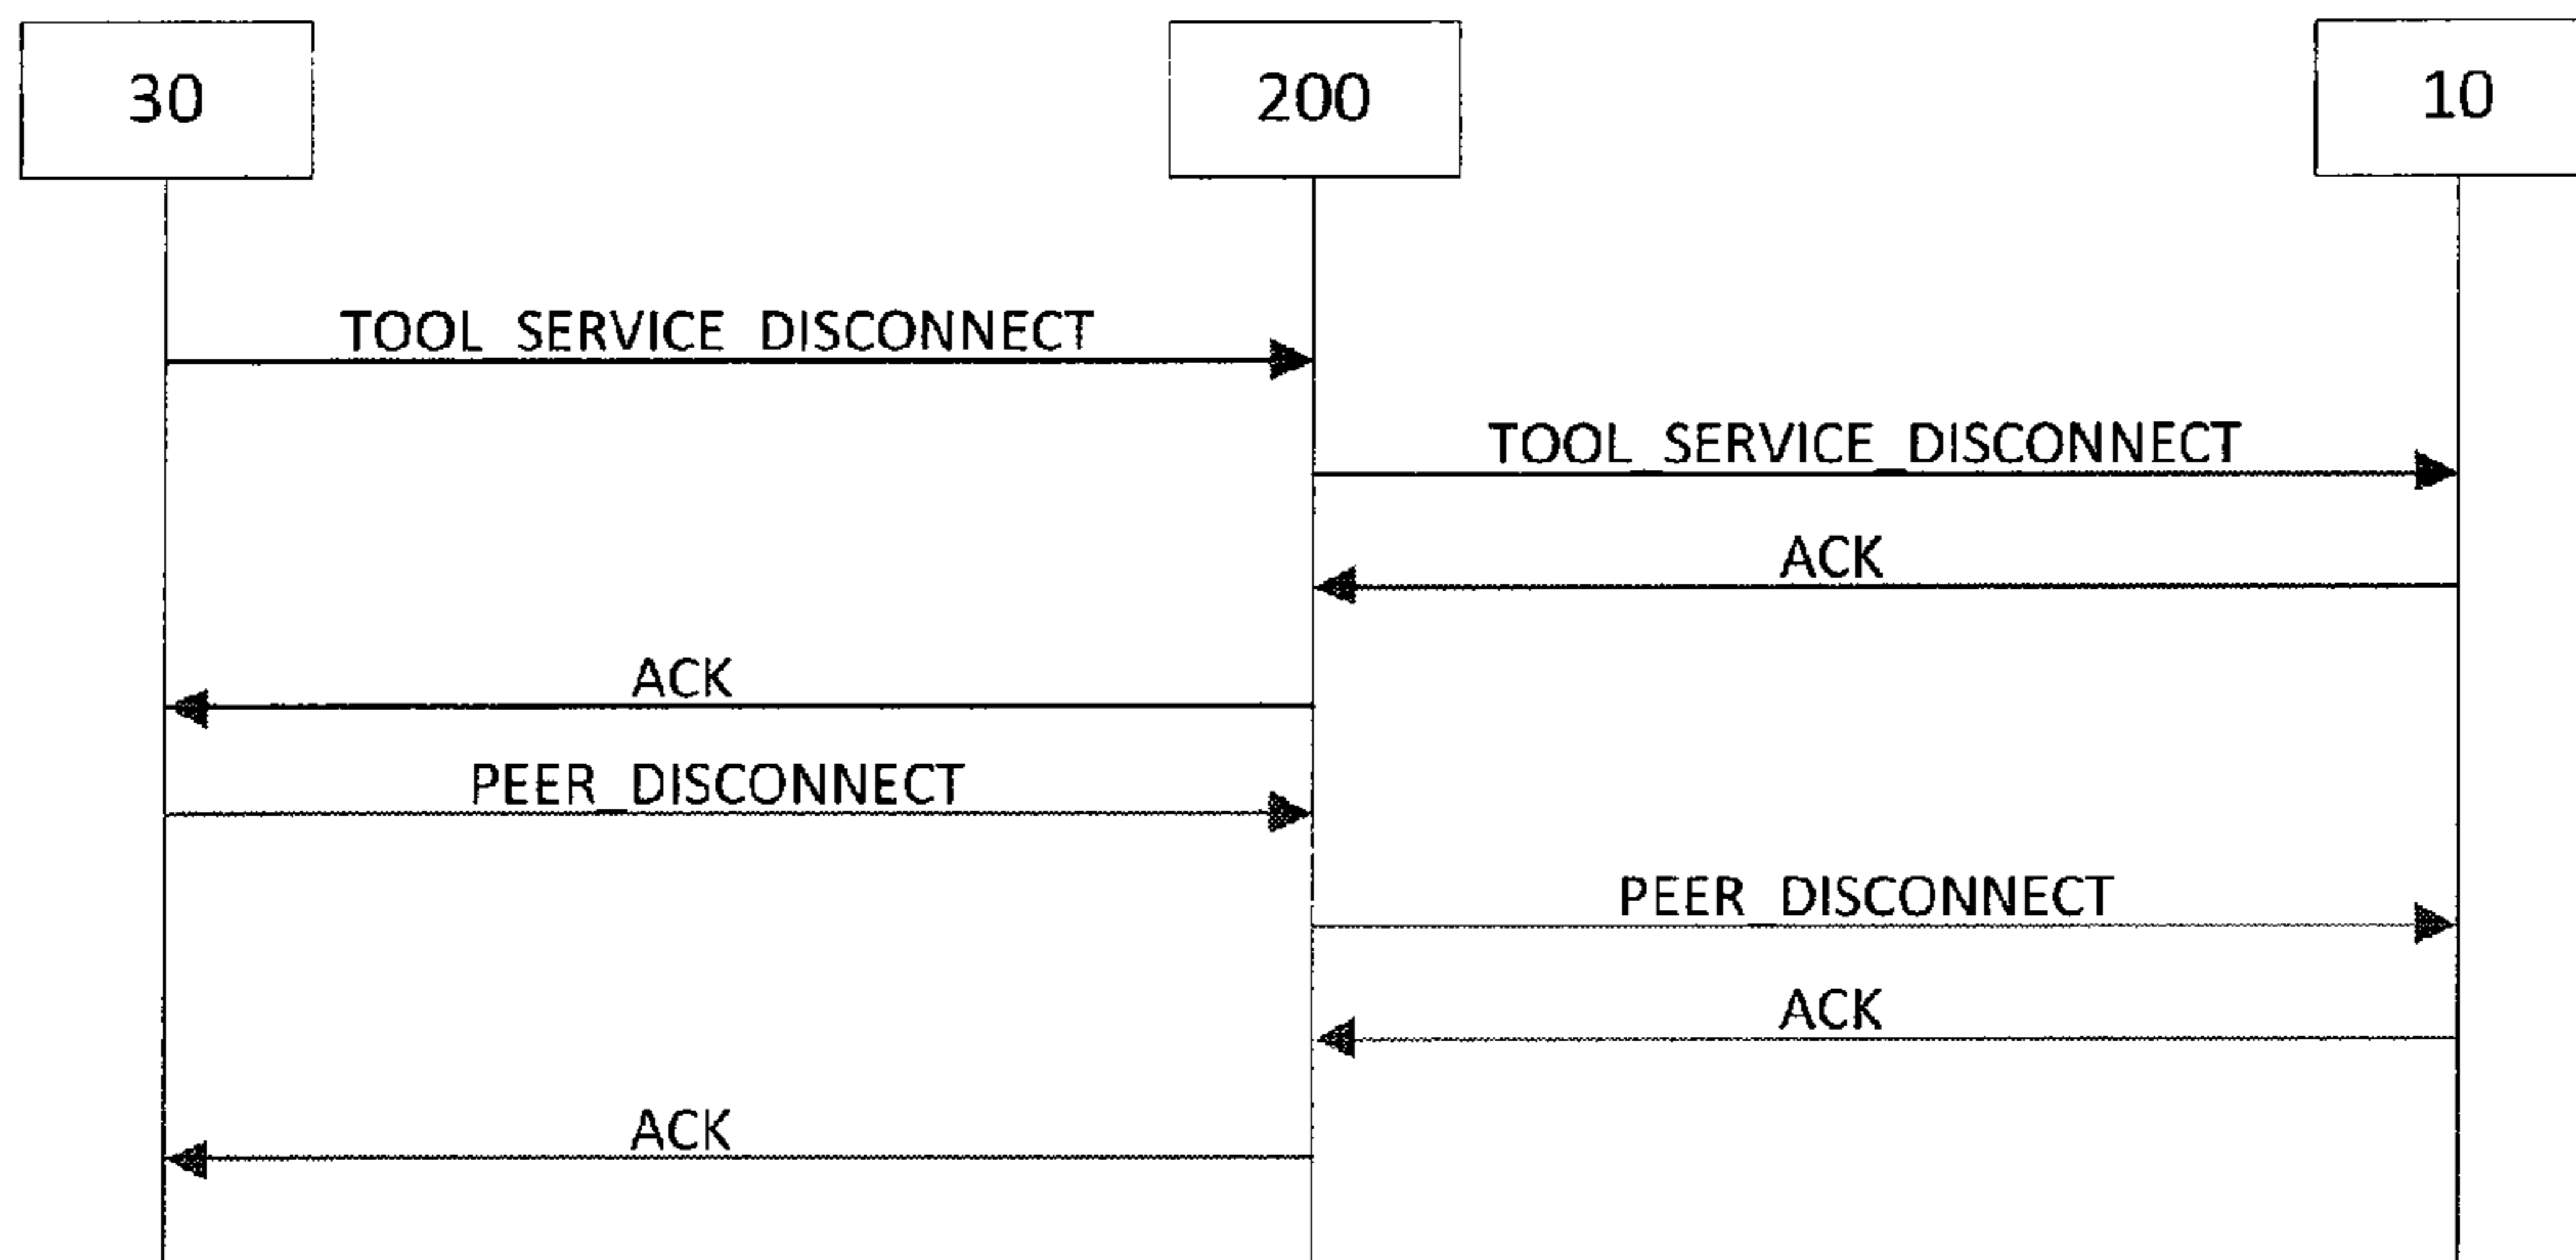 30
200
10
TOOL_SERVICE_DISCONNECT
TOOL_SERVICE_DISCONNECT
ACK
ACK
PEER_DISCONNECT
PEER_DISCONNECT
ACK
ACK